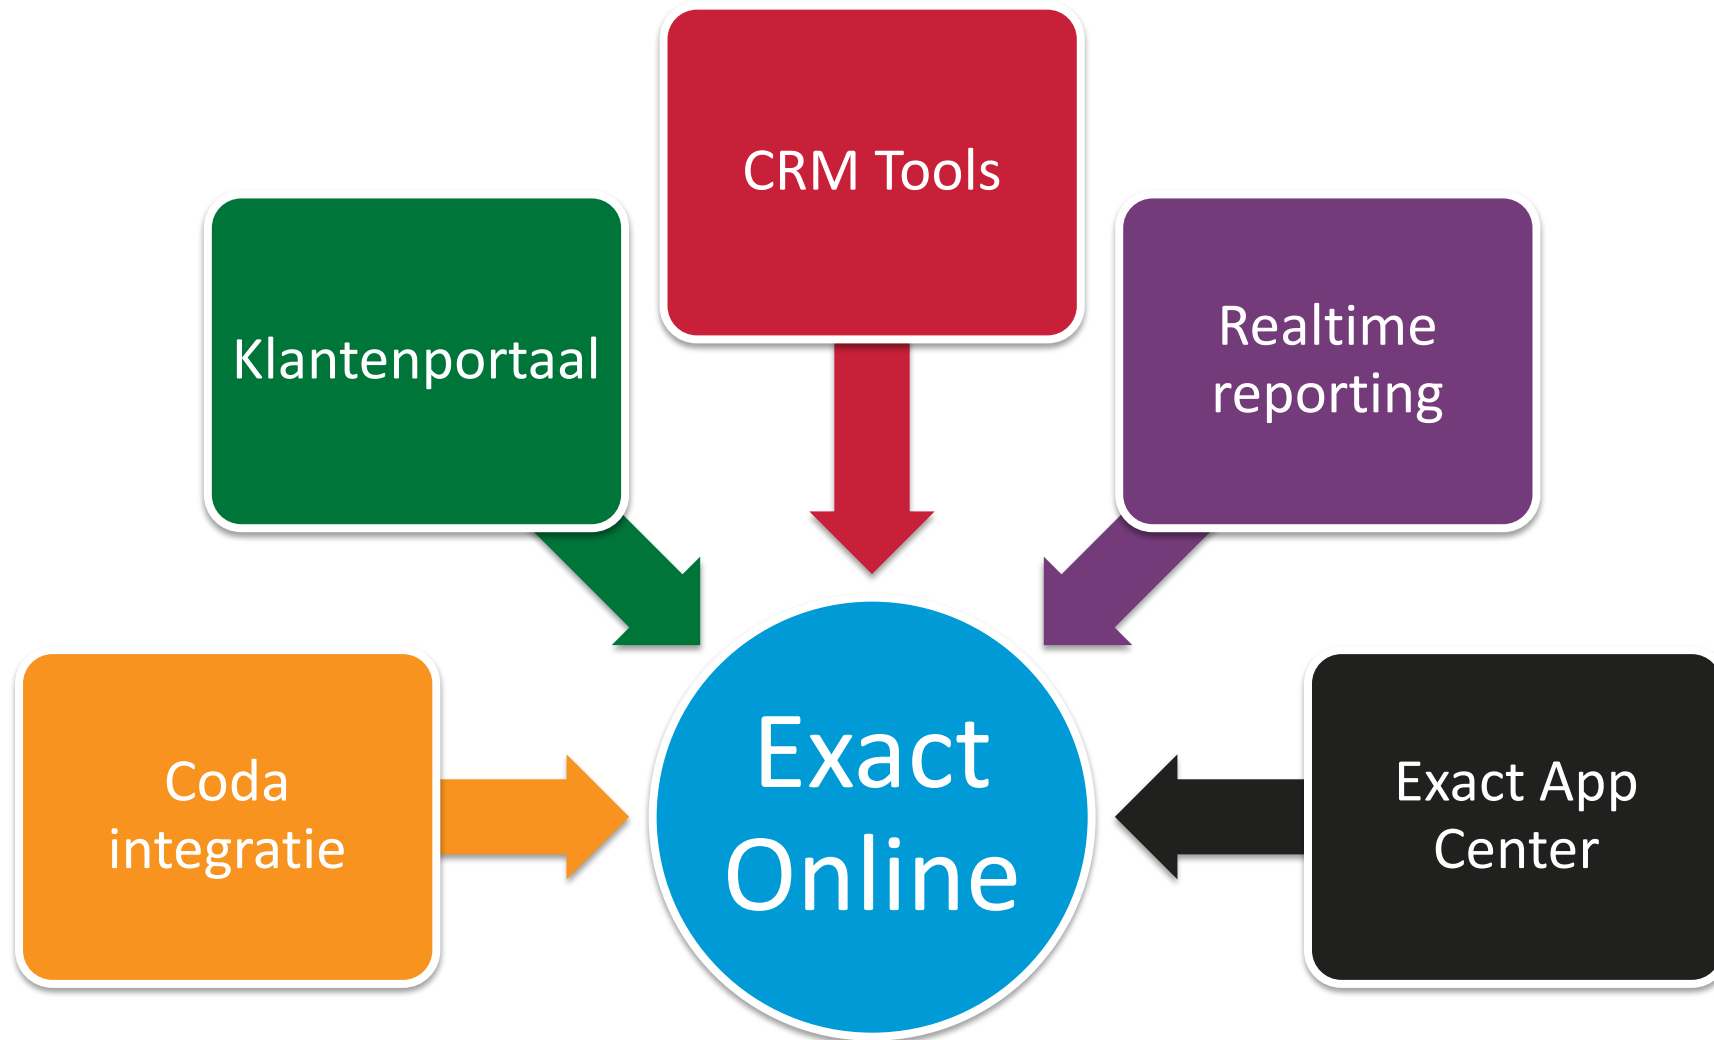 CRM Tools
Klantenportaal
Realtime
reporting
Coda
integratie
Exact
Online
Exact App
Center